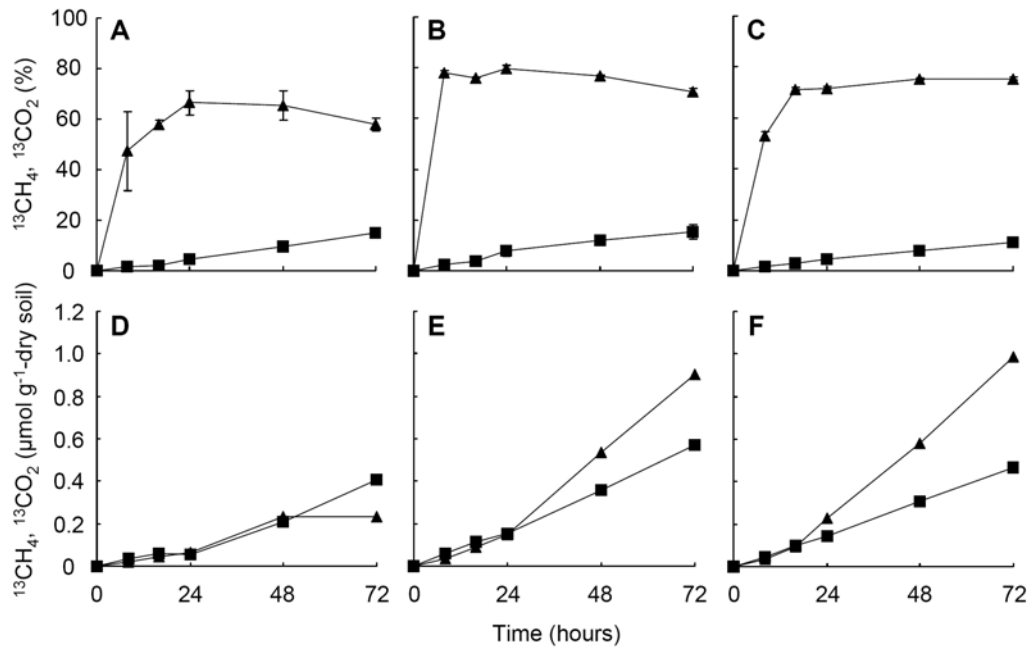 A
B
C
100
80
60
40
20
0
¹³CH₄, ¹³CO₂ (%)
D
E
F
1.2
1.0
0.8
0.6
0.4
0.2
0
¹³CH₄, ¹³CO₂ (µmol g⁻¹-dry soil)
0 24 48 72
0 24 48 72
0 24 48 72
Time (hours)